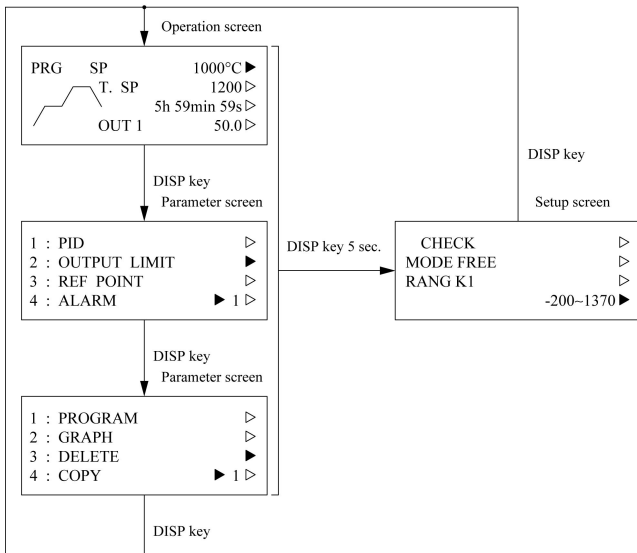 Operation screen
PRG SP 1000°C ▶
T. SP 1200 ▷
5h 59min 59s ▷
OUT 1 50.0 ▷
DISP key
Parameter screen
1 : PID ▷
2 : OUTPUT LIMIT ▶
3 : REF POINT ▷
4 : ALARM ▶ 1 ▷
DISP key
Parameter screen
1 : PROGRAM ▷
2 : GRAPH ▷
3 : DELETE ▶
4 : COPY ▶ 1 ▷
DISP key
DISP key 5 sec.
DISP key
Setup screen
CHECK ▷
MODE FREE ▷
RANG K1 ▷
-200~1370 ▶